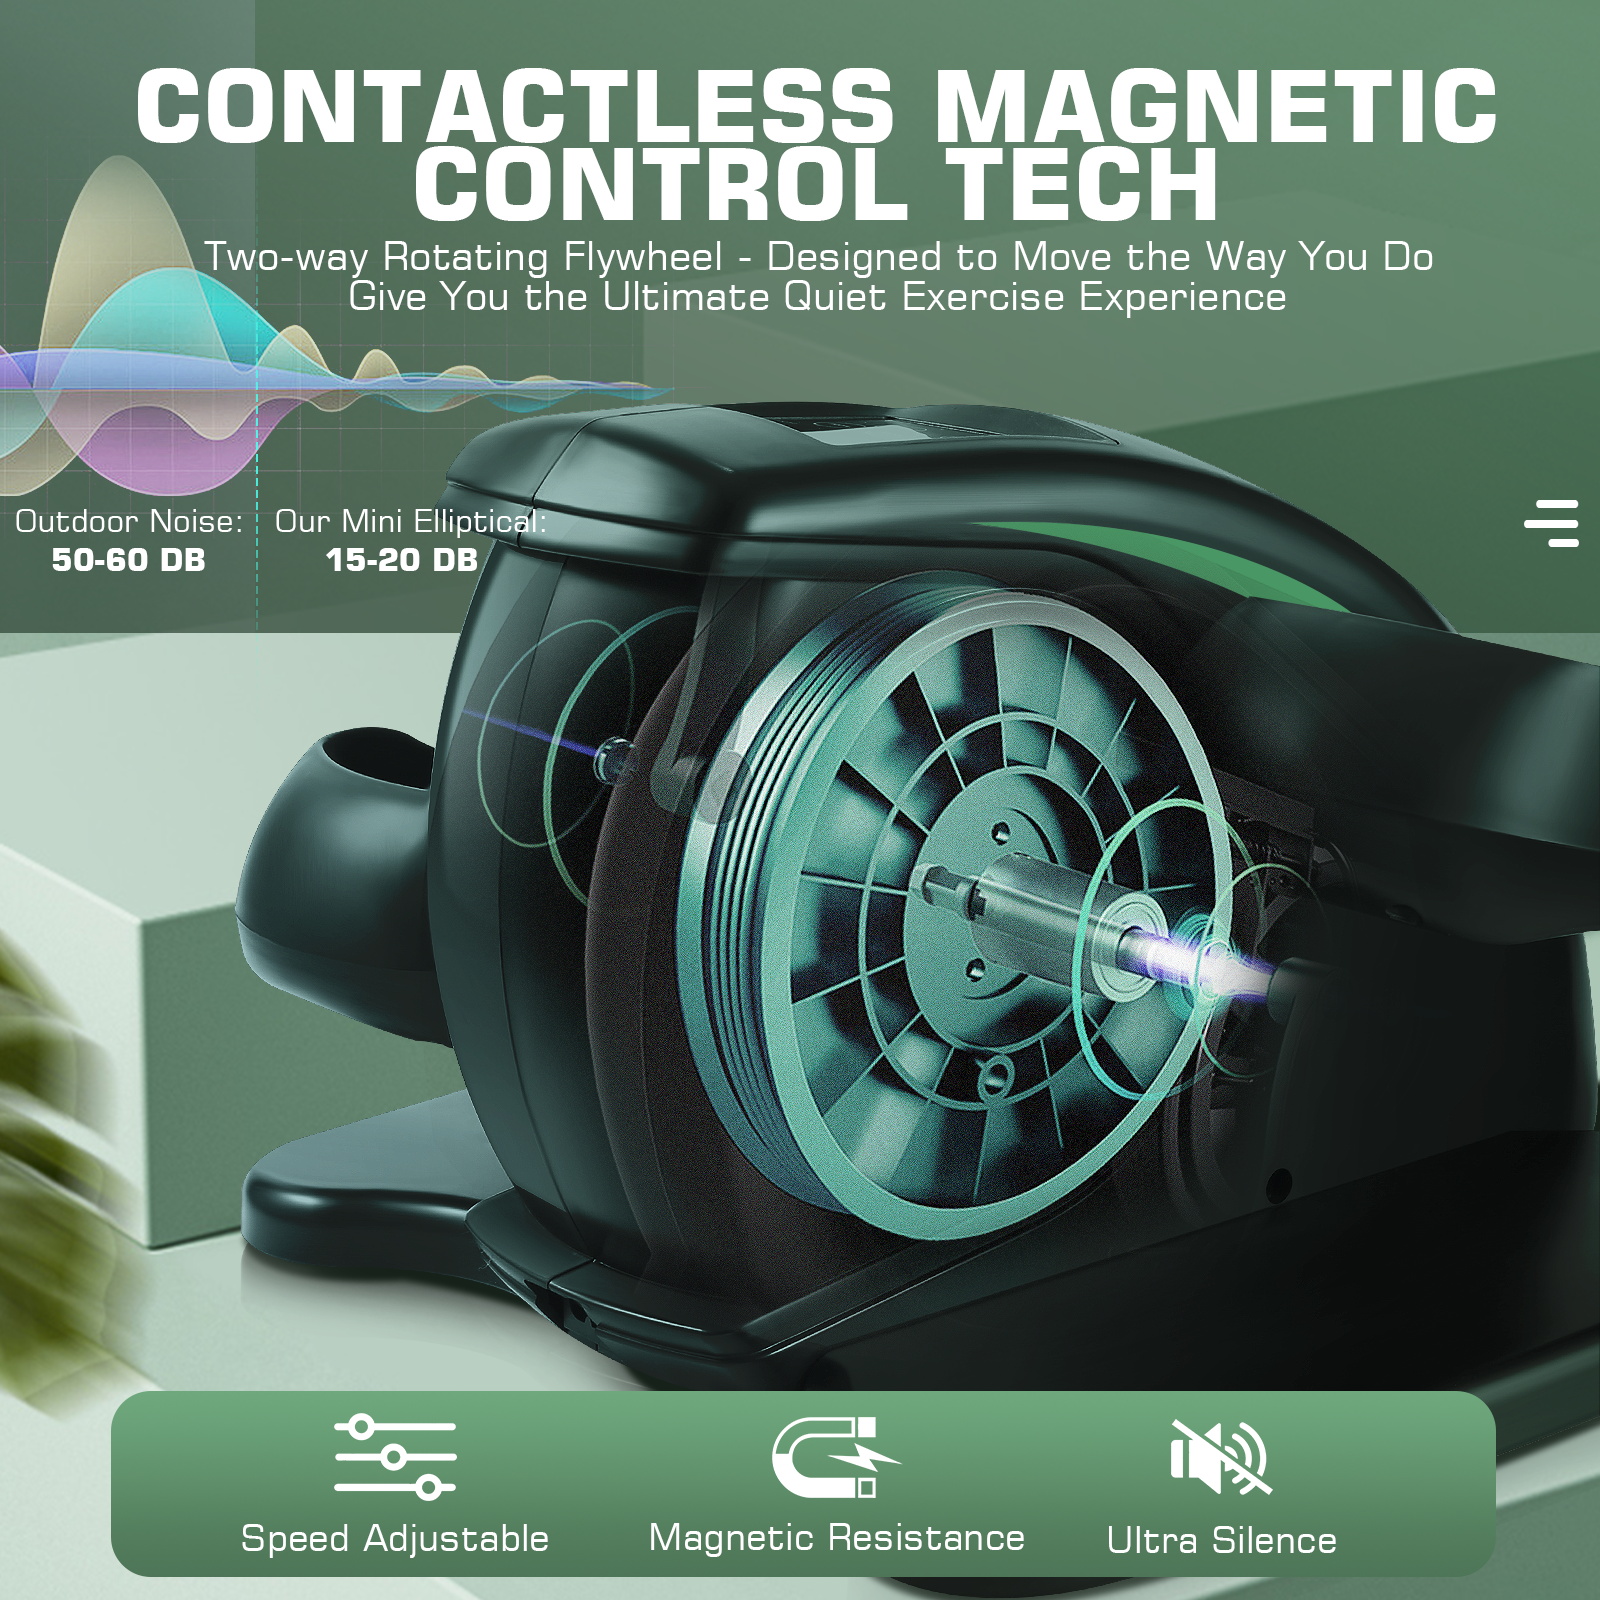 CONTACTLESS MAGNETIC
CONTROL TECH
Two-way Rotating Flywheel - Designed to Move the Way You Do
Give You the Ultimate Quiet Exercise Experience
Outdoor Noise:
50-60 DB
Our Mini Elliptical:
15-20 DB
Speed Adjustable
Magnetic Resistance
Ultra Silence